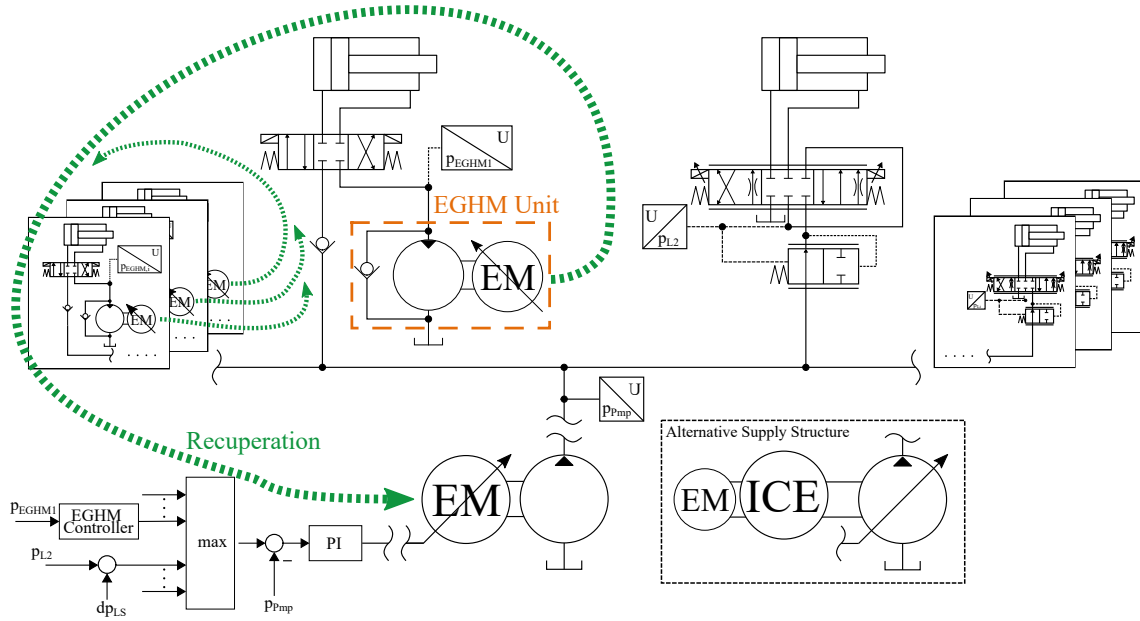 U
pEGHM1
EGHM Unit
EM
U
pL2
U
pEGHM,i
EM
EM
EM
. . . .
. . . .
U
. . . .
U
pPmp
Recuperation
EM
Alternative Supply Structure
EM
ICE
pEGHM1
EGHM
Controller
max
PI
pL2
dpLS
pPmp